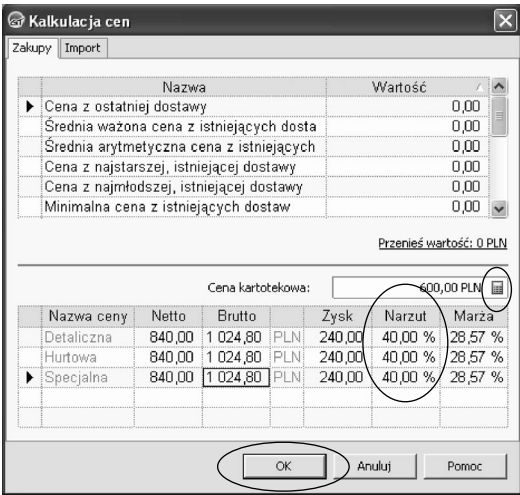 Kalkulacja cen
Zakupy Import
Nazwa Wartość
Cena z ostatniej dostawy 0,00
Średnia ważona cena z istniejących dosta 0,00
Średnia arytmetyczna cena z istniejących 0,00
Cena z najstarszej, istniejącej dostawy 0,00
Cena z najmłodszej, istniejącej dostawy 0,00
Minimalna cena z istniejących dostaw 0,00
Przenieś wartość: 0 PLN
Cena kartotekowa: 600,00 PLN
Nazwa ceny Netto Brutto Zysk Narzut Marża
Detaliczna 840,00 1 024,80 PLN 240,00 40,00 % 28,57 %
Hurtowa 840,00 1 024,80 PLN 240,00 40,00 % 28,57 %
Specjalna 840,00 1 024,80 PLN 240,00 40,00 % 28,57 %
OK Anuluj Pomoc